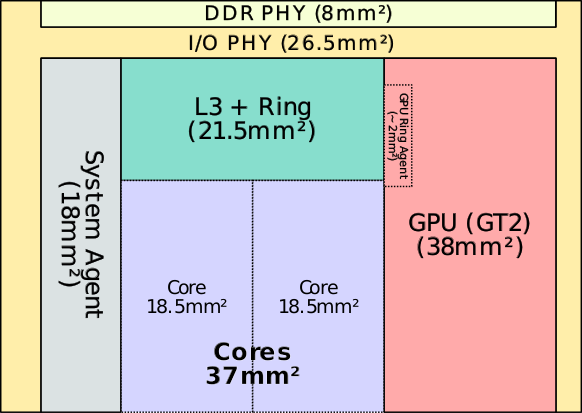 DDR PHY (8mm²)
I/O PHY (26.5mm²)
L3 + Ring
(21.5mm²)
GPU Ring Agent
(~2mm²)
System Agent
(18mm²)
GPU (GT2)
(38mm²)
Core
18.5mm²
Core
18.5mm²
Cores
37mm²